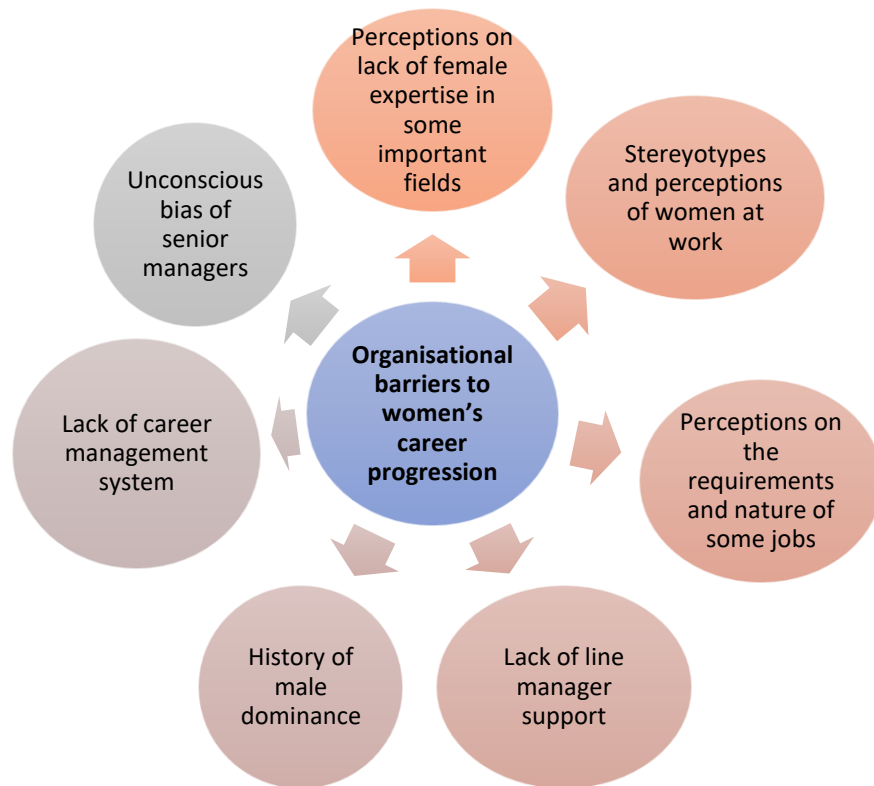 Perceptions on
lack of female
expertise in
some
important
fields
Stereyotypes
and perceptions
of women at
work
Perceptions on
the
requirements
and nature of
some jobs
Lack of line
manager
support
History of
male
dominance
Lack of career
management
system
Unconscious
bias of
senior
managers
Organisational
barriers to
women’s
career
progression